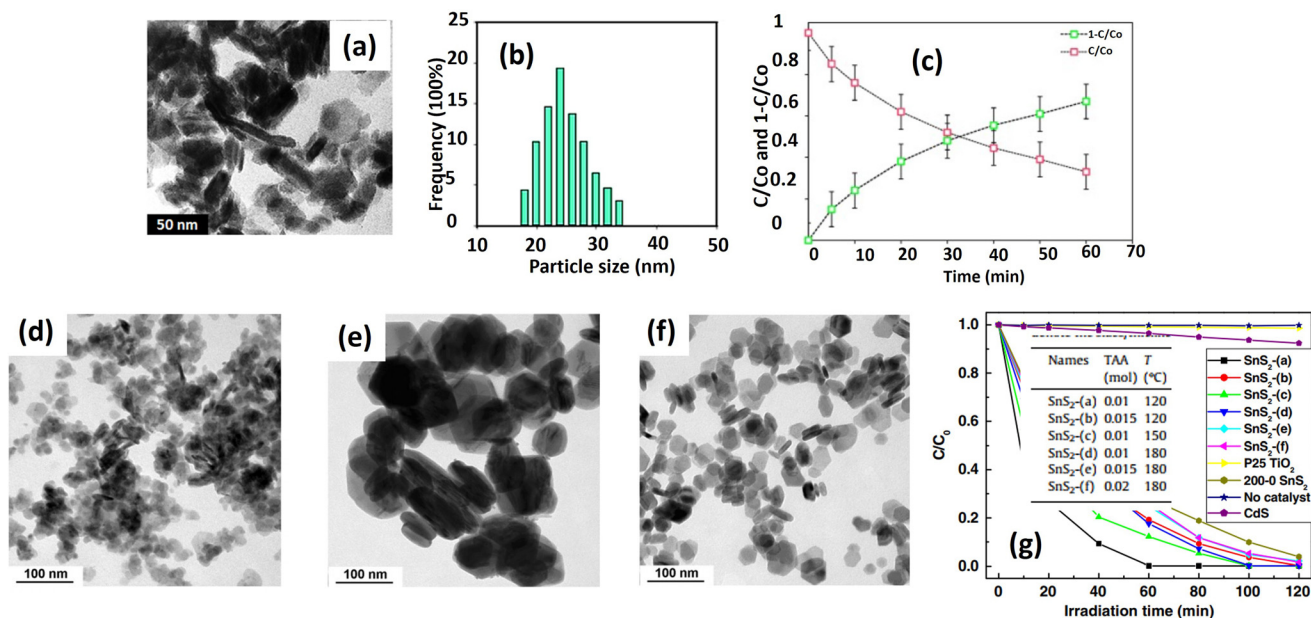 (a)
50 nm
(b)
Frequency (100%)
25
20
15
10
5
0
10 20 30 40 50
Particle size (nm)
(c)
1-C/Co
C/Co
C/Co and 1-C/Co
1
0.8
0.6
0.4
0.2
0
0 10 20 30 40 50 60 70
Time (min)
(d)
100 nm
(e)
100 nm
(f)
100 nm
(g)
C/C₀
1.0
0.8
0.6
0.4
0.2
0.0
Names TAA T
(mol) (°C)
SnS₂-(a) 0.01 120
SnS₂-(b) 0.015 120
SnS₂-(c) 0.01 150
SnS₂-(d) 0.01 180
SnS₂-(e) 0.015 180
SnS₂-(f) 0.02 180
SnS₂-(a)
SnS₂-(b)
SnS₂-(c)
SnS₂-(d)
SnS₂-(e)
SnS₂-(f)
P25 TiO₂
200-0 SnS₂
No catalyst
CdS
0 20 40 60 80 100 120
Irradiation time (min)